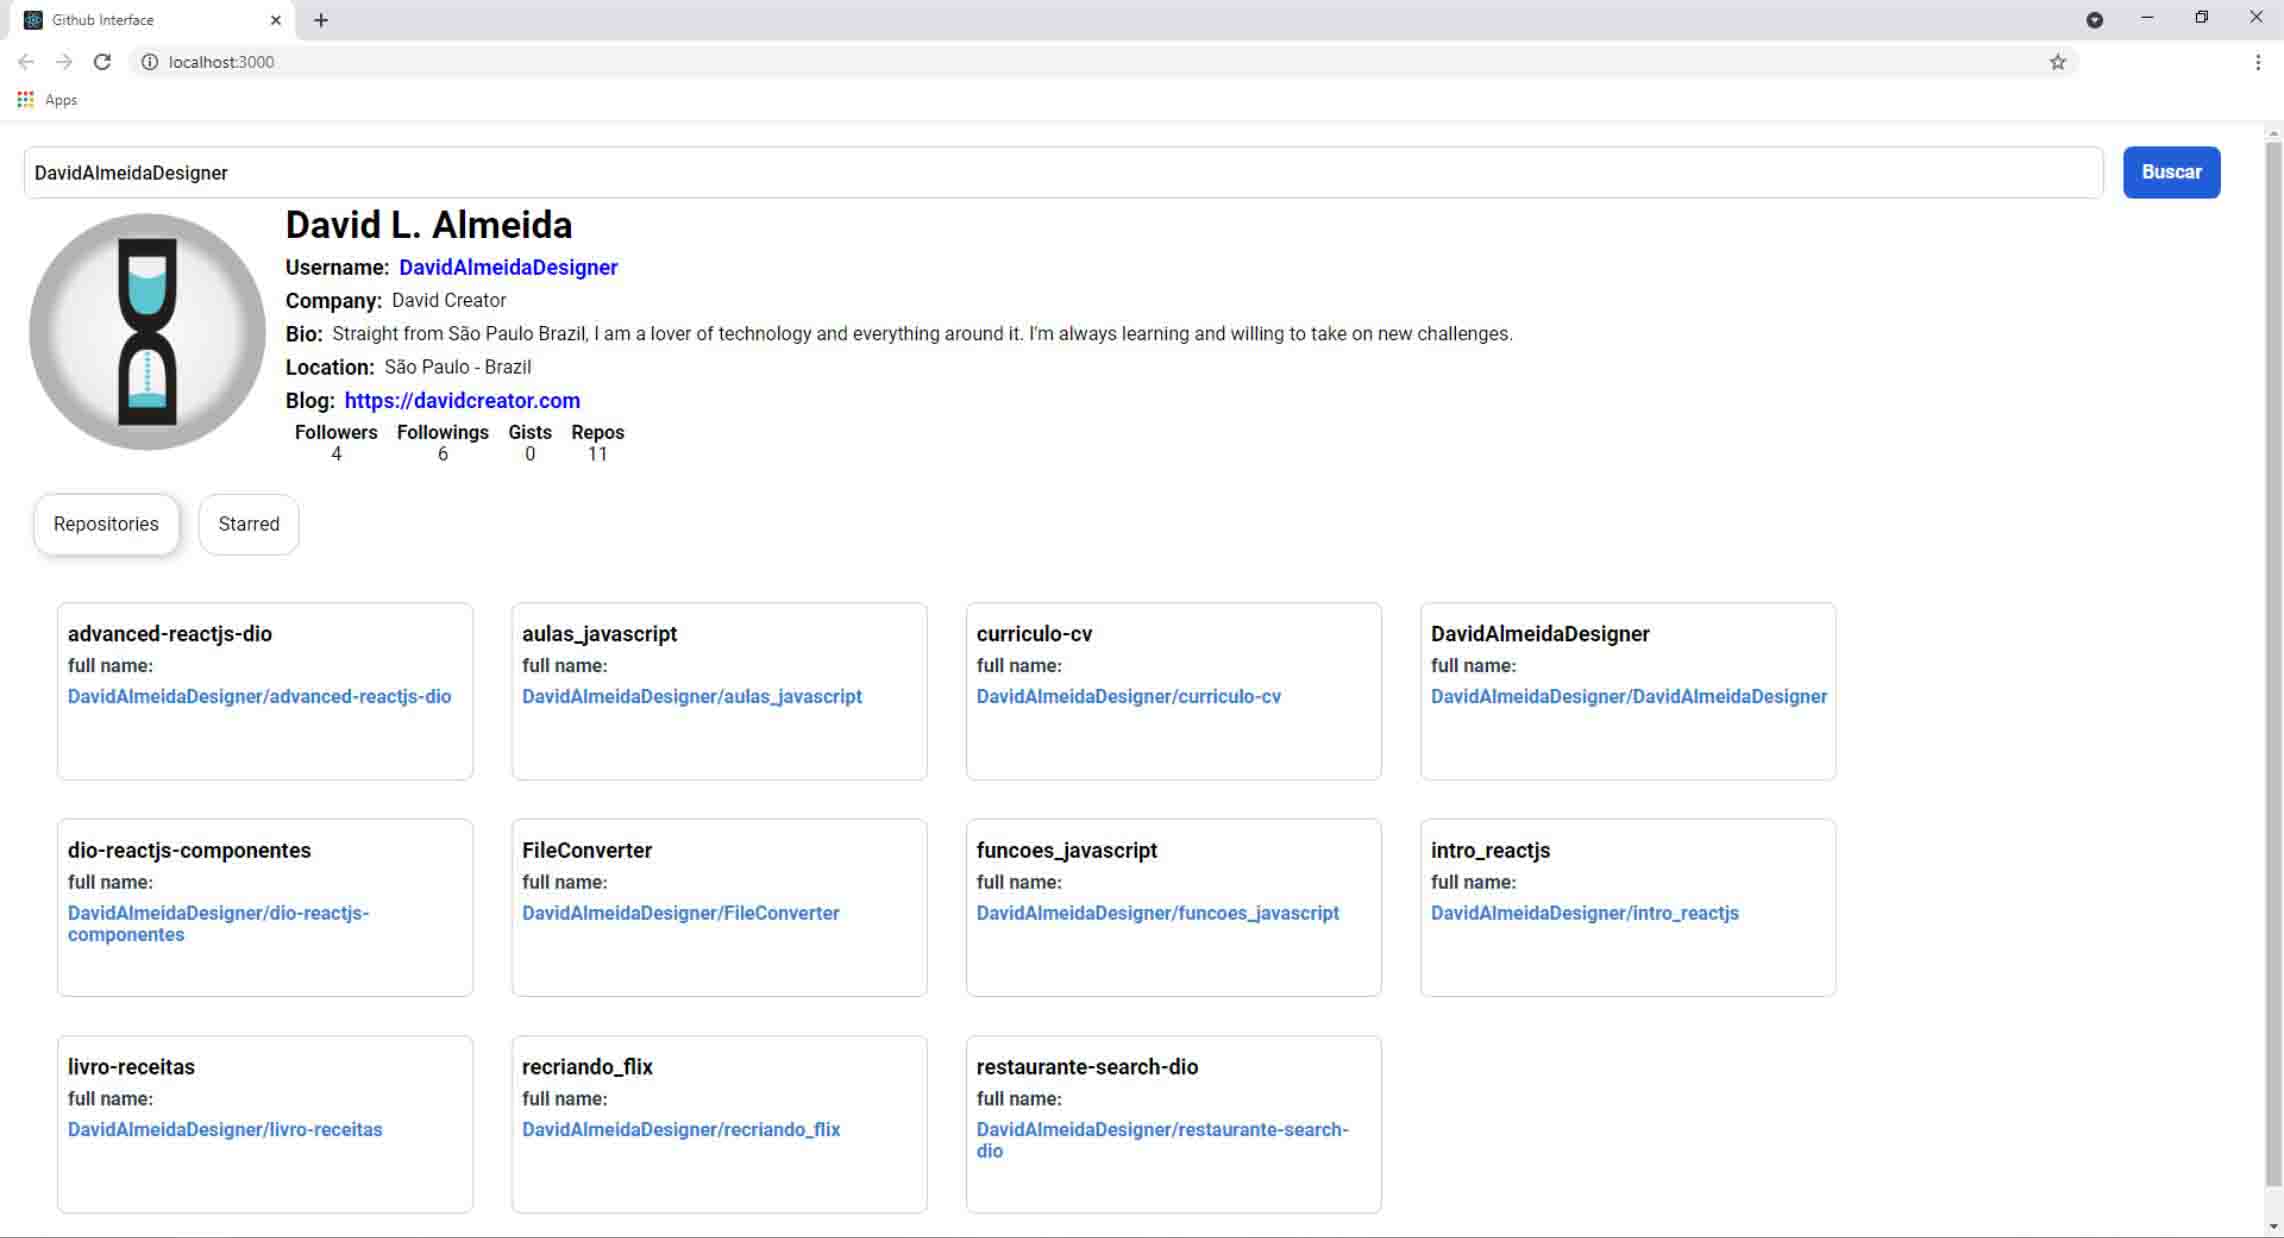 Github Interface
localhost:3000
Apps
DavidAlmeidaDesigner
Buscar
David L. Almeida
Username: DavidAlmeidaDesigner
Company: David Creator
Bio: Straight from São Paulo Brazil, I am a lover of technology and everything around it. I'm always learning and willing to take on new challenges.
Location: São Paulo - Brazil
Blog: https://davidcreator.com
Followers Followings Gists Repos
4 6 0 11
Repositories Starred
advanced-reactjs-dio
full name:
DavidAlmeidaDesigner/advanced-reactjs-dio
aulas_javascript
full name:
DavidAlmeidaDesigner/aulas_javascript
curriculo-cv
full name:
DavidAlmeidaDesigner/curriculo-cv
DavidAlmeidaDesigner
full name:
DavidAlmeidaDesigner/DavidAlmeidaDesigner
dio-reactjs-componentes
full name:
DavidAlmeidaDesigner/dio-reactjs-
componentes
FileConverter
full name:
DavidAlmeidaDesigner/FileConverter
funcoes_javascript
full name:
DavidAlmeidaDesigner/funcoes_javascript
intro_reactjs
full name:
DavidAlmeidaDesigner/intro_reactjs
livro-receitas
full name:
DavidAlmeidaDesigner/livro-receitas
recriando_flix
full name:
DavidAlmeidaDesigner/recriando_flix
restaurante-search-dio
full name:
DavidAlmeidaDesigner/restaurante-search-
dio